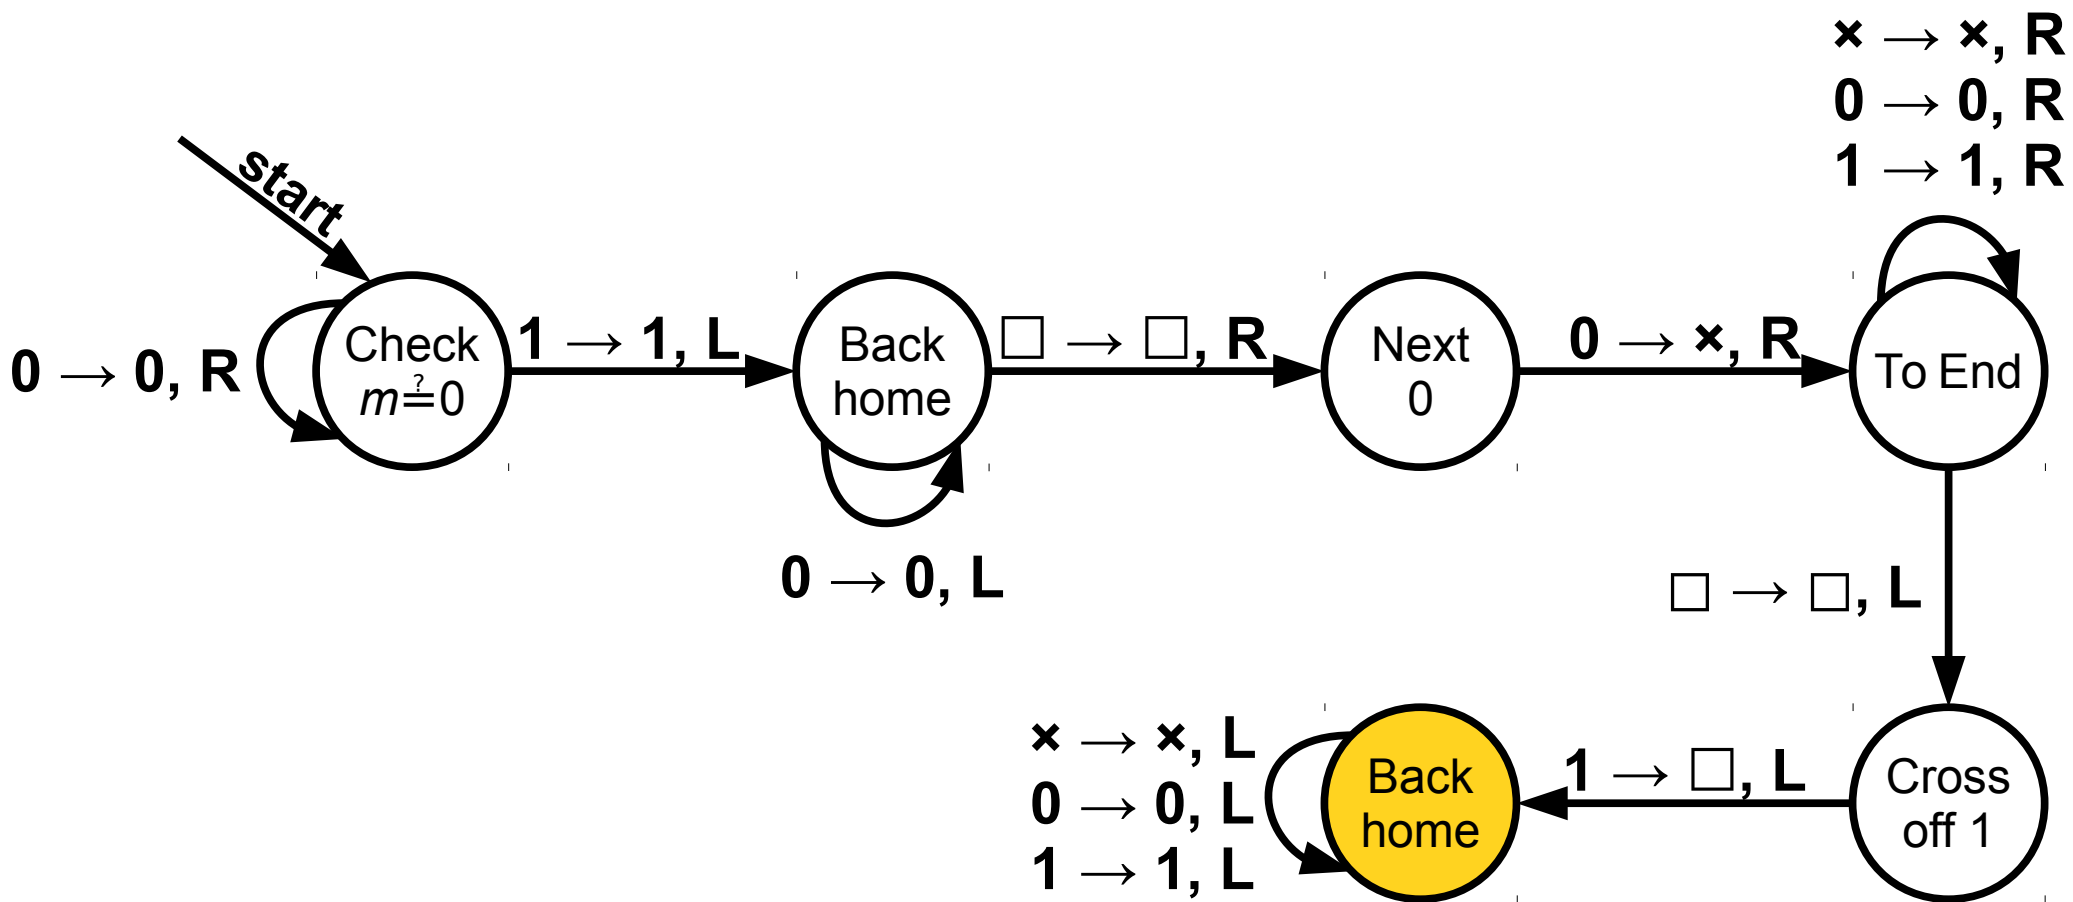 × → ×, R
0 → 0, R
1 → 1, R
start
0 → 0, R
Check
m≟0
1 → 1, L
Back
home
0 → 0, L
□ → □, R
Next
0
0 → ×, R
To End
□ → □, L
× → ×, L
0 → 0, L
1 → 1, L
Back
home
1 → □, L
Cross
off 1